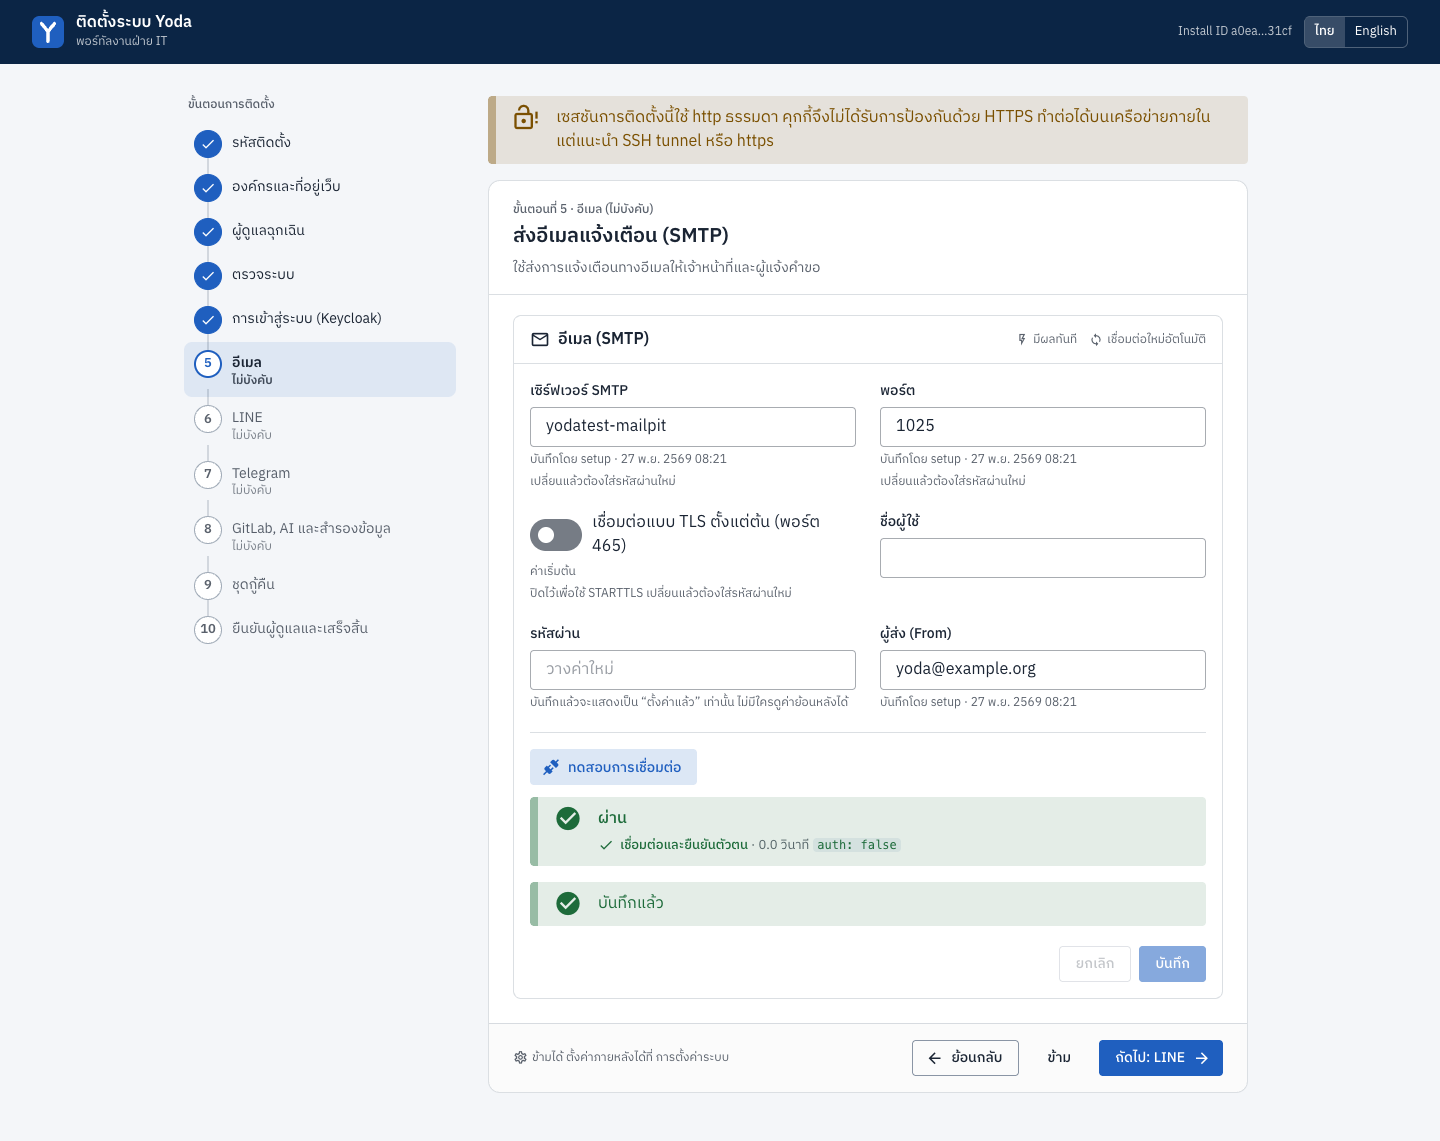 Y
ติดตั้งระบบ Yoda
พอร์ทัลงานฝ่าย IT
Install ID a0ea…31cf
ไทย
English
ขั้นตอนการติดตั้ง
รหัสติดตั้ง
องค์กรและที่อยู่เว็บ
ผู้ดูแลฉุกเฉิน
ตรวจระบบ
การเข้าสู่ระบบ (Keycloak)
5
อีเมล
ไม่บังคับ
6
LINE
ไม่บังคับ
7
Telegram
ไม่บังคับ
8
GitLab, AI และสำรองข้อมูล
ไม่บังคับ
9
ชุดกู้คืน
10
ยืนยันผู้ดูแลและเสร็จสิ้น
เซสชันการติดตั้งนี้ใช้ http ธรรมดา คุกกี้จึงไม่ได้รับการป้องกันด้วย HTTPS ทำต่อได้บนเครือข่ายภายใน
แต่แนะนำ SSH tunnel หรือ https
ขั้นตอนที่ 5 · อีเมล (ไม่บังคับ)
ส่งอีเมลแจ้งเตือน (SMTP)
ใช้ส่งการแจ้งเตือนทางอีเมลให้เจ้าหน้าที่และผู้แจ้งคำขอ
อีเมล (SMTP)
มีผลทันที
เชื่อมต่อใหม่อัตโนมัติ
เซิร์ฟเวอร์ SMTP
yodatest-mailpit
บันทึกโดย setup · 27 พ.ย. 2569 08:21
เปลี่ยนแล้วต้องใส่รหัสผ่านใหม่
พอร์ต
1025
บันทึกโดย setup · 27 พ.ย. 2569 08:21
เปลี่ยนแล้วต้องใส่รหัสผ่านใหม่
เชื่อมต่อแบบ TLS ตั้งแต่ต้น (พอร์ต
465)
ค่าเริ่มต้น
ปิดไว้เพื่อใช้ STARTTLS เปลี่ยนแล้วต้องใส่รหัสผ่านใหม่
ชื่อผู้ใช้
รหัสผ่าน
วางค่าใหม่
บันทึกแล้วจะแสดงเป็น “ตั้งค่าแล้ว” เท่านั้น ไม่มีใครดูค่าย้อนหลังได้
ผู้ส่ง (From)
yoda@example.org
บันทึกโดย setup · 27 พ.ย. 2569 08:21
ทดสอบการเชื่อมต่อ
ผ่าน
เชื่อมต่อและยืนยันตัวตน · 0.0 วินาที auth: false
บันทึกแล้ว
ยกเลิก
บันทึก
ข้ามได้ ตั้งค่าภายหลังได้ที่ การตั้งค่าระบบ
ย้อนกลับ
ข้าม
ถัดไป: LINE